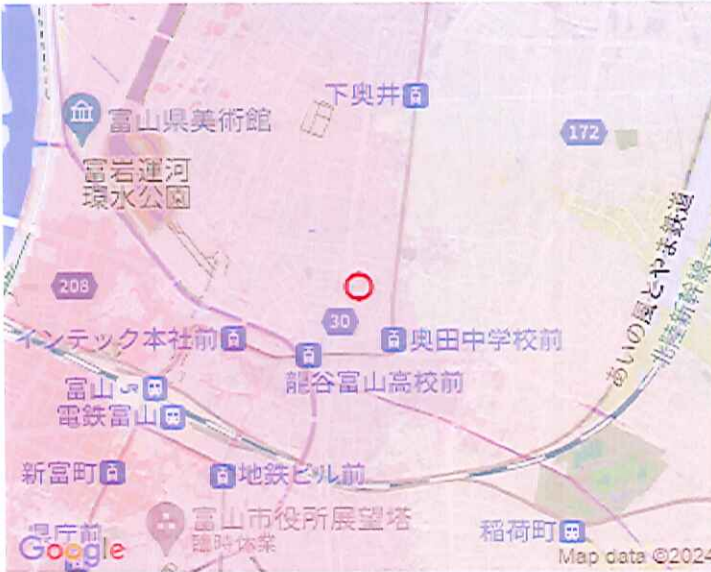 下奥井
172
富山県美術館
富岩運河
環水公園
あいの風とやま鉄道
北陸新幹線
208
30
インテック本社前
奥田中学校前
龍谷富山高校前
富山
電鉄富山
新富町
地鉄ビル前
富山市役所展望塔
臨時休業
稲荷町
県庁前
Google
Map data ©2024